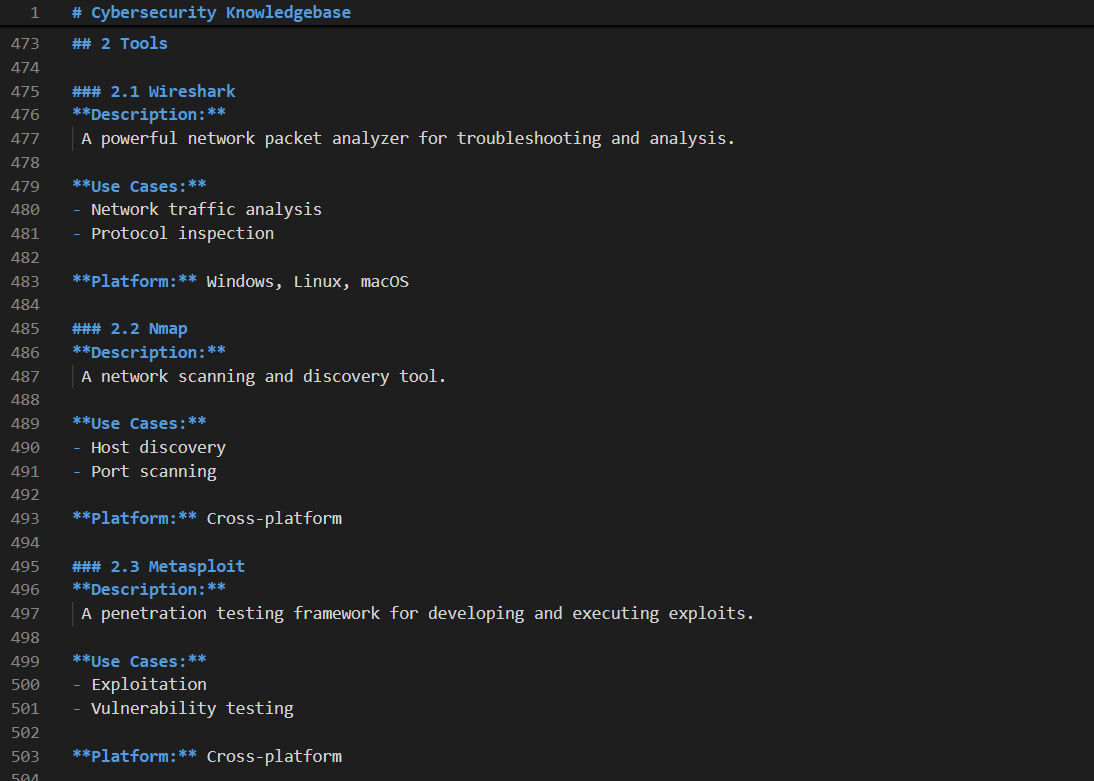 1 # Cybersecurity Knowledgebase
473 ## 2 Tools
474
475 ### 2.1 Wireshark
476 **Description:**
477 A powerful network packet analyzer for troubleshooting and analysis.
478
479 **Use Cases:**
480 - Network traffic analysis
481 - Protocol inspection
482
483 **Platform:** Windows, Linux, macOS
484
485 ### 2.2 Nmap
486 **Description:**
487 A network scanning and discovery tool.
488
489 **Use Cases:**
490 - Host discovery
491 - Port scanning
492
493 **Platform:** Cross-platform
494
495 ### 2.3 Metasploit
496 **Description:**
497 A penetration testing framework for developing and executing exploits.
498
499 **Use Cases:**
500 - Exploitation
501 - Vulnerability testing
502
503 **Platform:** Cross-platform
504